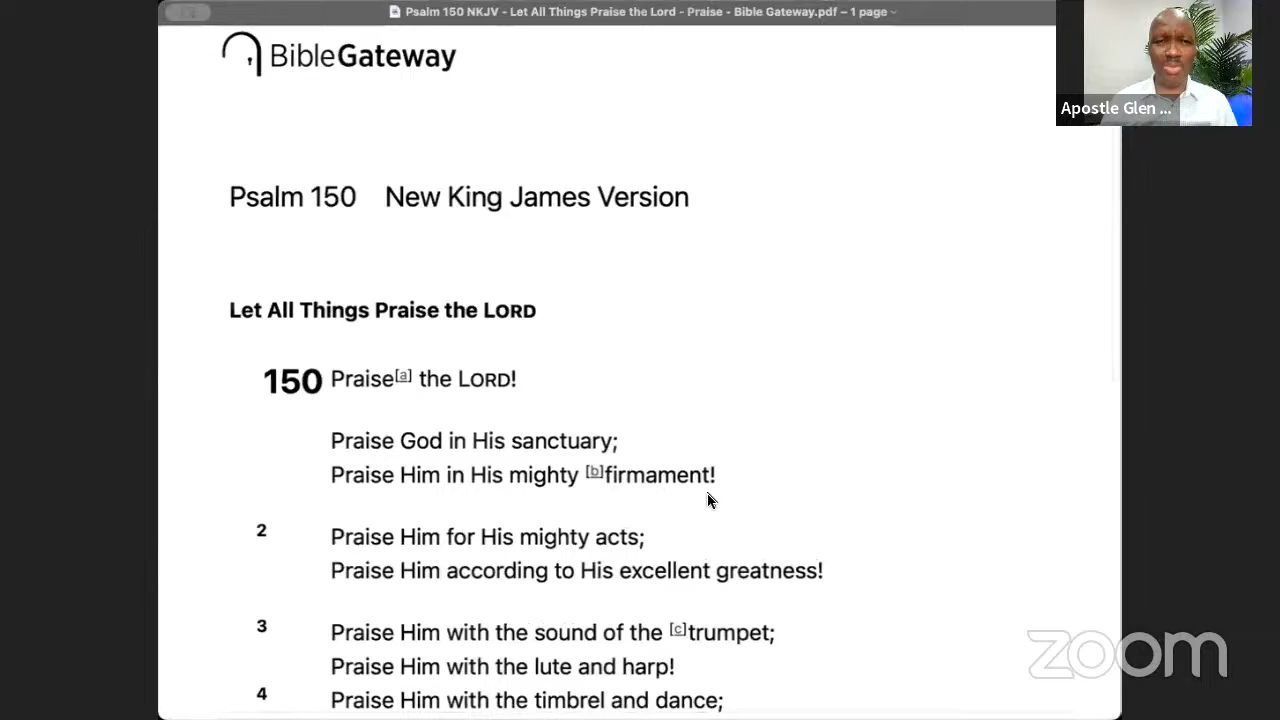 Psalm 150 NKJV - Let All Things Praise the Lord - Praise - Bible Gateway.pdf – 1 page
BibleGateway
Apostle Glen ...
Psalm 150 New King James Version
Let All Things Praise the LORD
150 Praise[a] the LORD!
Praise God in His sanctuary;
Praise Him in His mighty [b]firmament!
2 Praise Him for His mighty acts;
Praise Him according to His excellent greatness!
3 Praise Him with the sound of the [c]trumpet;
Praise Him with the lute and harp!
4 Praise Him with the timbrel and dance;
zoom